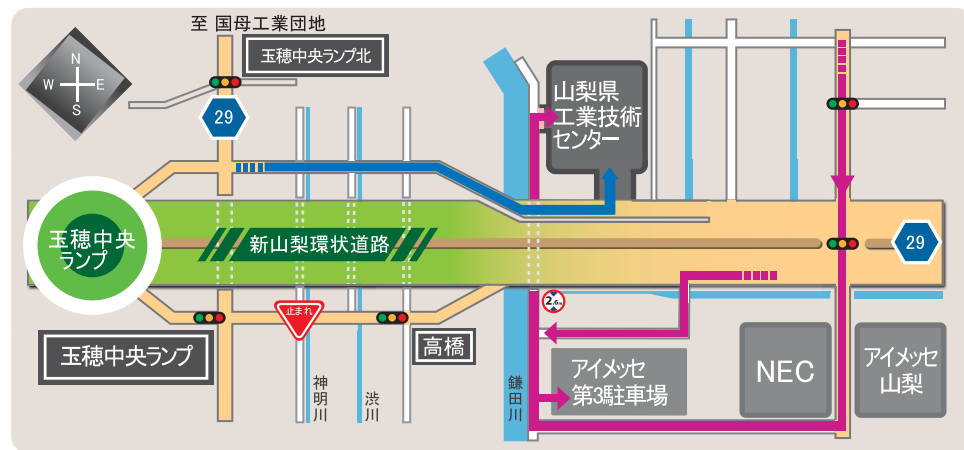 至 国母工業団地
玉穂中央ランプ北
N
W E
S
29
山梨県
工業技術
センター
玉穂中央
ランプ
新山梨環状道路
29
止まれ
2.6m
玉穂中央ランプ
高橋
アイメッセ
第3駐車場
NEC
アイメッセ
山梨
神明川
渋川
鎌田川